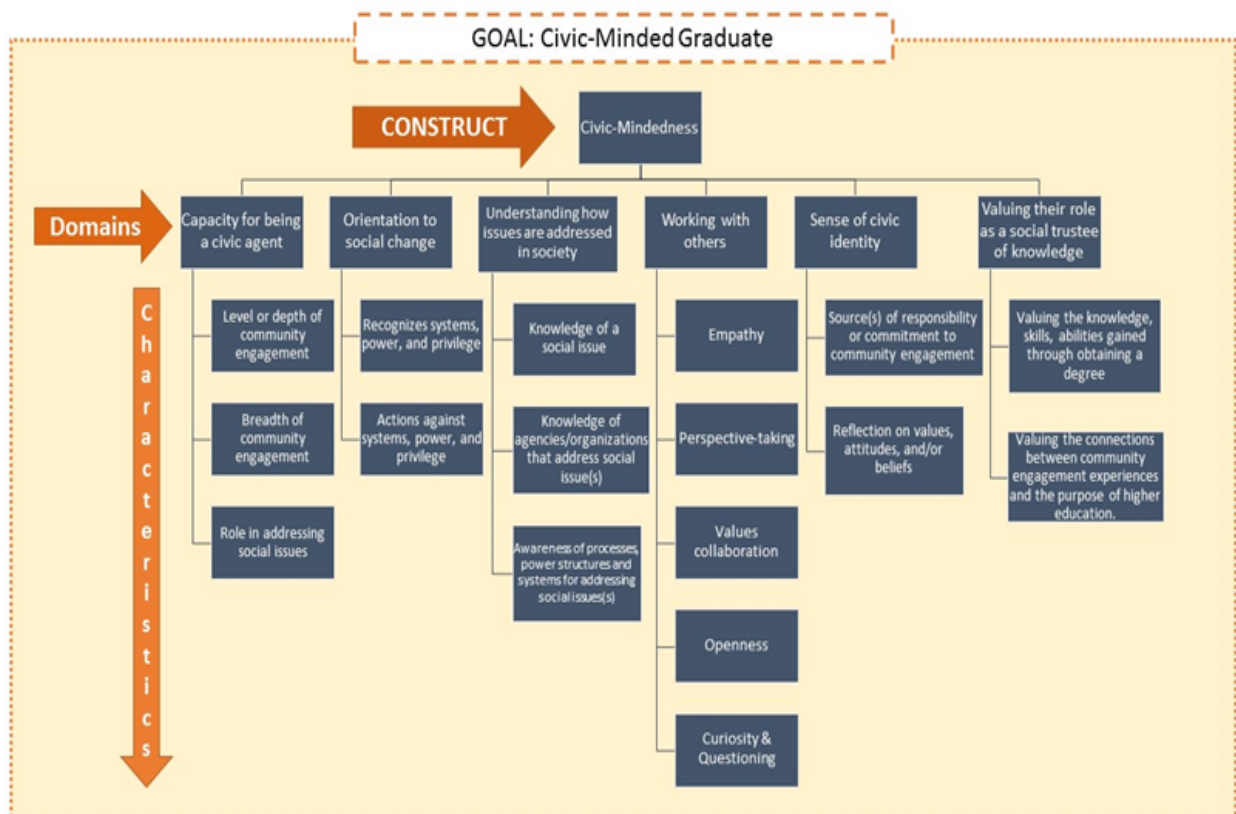 GOAL: Civic-Minded Graduate
CONSTRUCT
Civic-Mindedness
Domains
Capacity for being
a civic agent
Orientation to
social change
Understanding how
issues are addressed
in society
Working with
others
Sense of civic
identity
Valuing their role
as a social trustee
of knowledge
Characteristics
Level or depth of
community
engagement
Breadth of
community
engagement
Role in addressing
social issues
Recognizes systems,
power, and privilege
Actions against
systems, power, and
privilege
Knowledge of a
social issue
Knowledge of
agencies/organizations
that address social
issue(s)
Awareness of processes,
power structures and
systems for addressing
social issues(s)
Empathy
Perspective-taking
Values
collaboration
Openness
Curiosity &
Questioning
Source(s) of responsibility
or commitment to
community engagement
Reflection on values,
attitudes, and/or
beliefs
Valuing the knowledge,
skills, abilities gained
through obtaining a
degree
Valuing the connections
between community
engagement experiences
and the purpose of higher
education.